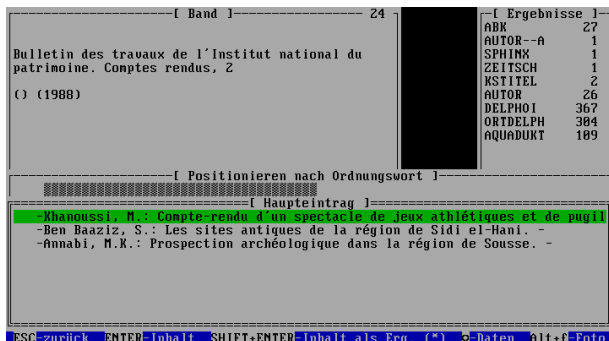 [ Band ] 24
Bulletin des travaux de l'Institut national du
patrimoine. Comptes rendus, 2
() (1988)
[ Ergebnisse ]
ABK 27
AUTOR--A 1
SPHINX 1
ZEITSCH 1
KSTITEL 2
AUTOR 26
DELPHOI 367
ORTDELPH 304
AQUADUKT 109
[ Positionieren nach Ordnungswort ]
[ Haupteintrag ]
-Khanoussi, M.: Compte-rendu d'un spectacle de jeux athlétiques et de pugil
-Ben Baaziz, S.: Les sites antiques de la région de Sidi el-Hani. -
-Annabi, M.K.: Prospection archéologique dans la région de Sousse. -
ESC-zurück ENTER-Inhalt SHIFT+ENTER-Inhalt als Erg. (*) -Daten Alt+f-Foto